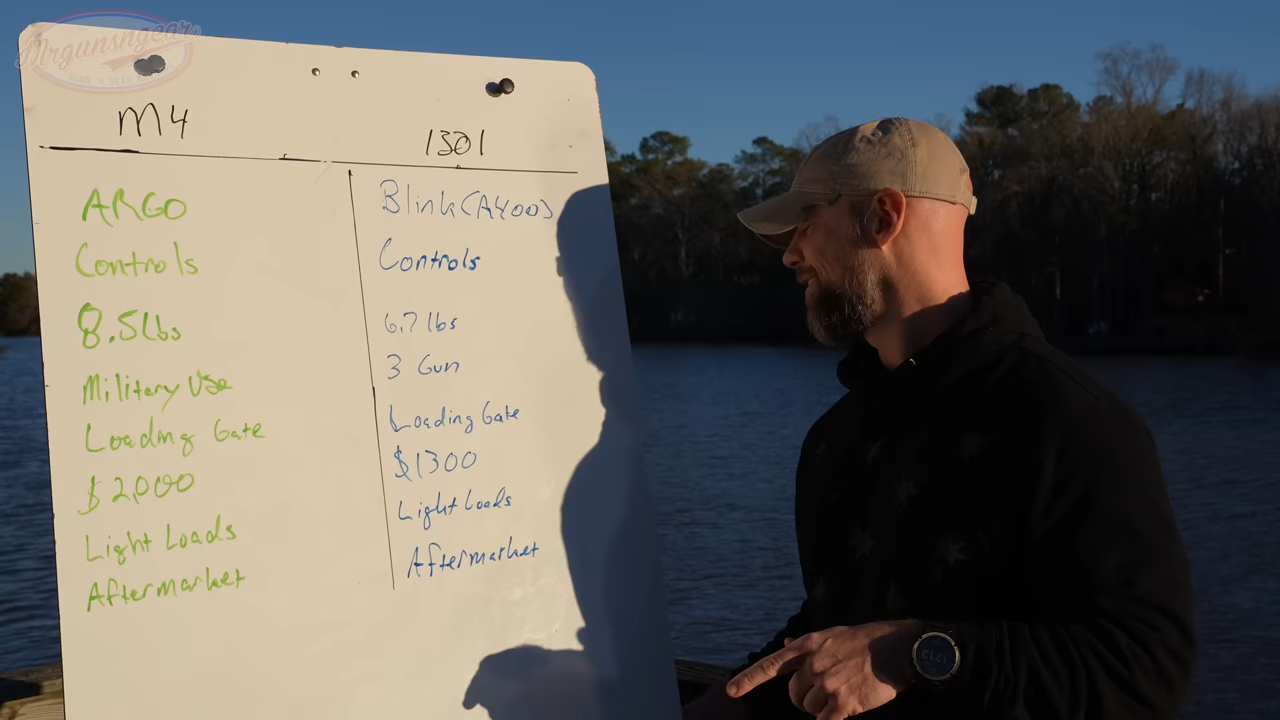 Mrgunsngear
M4
1301
ARGO
Controls
8.5lbs
Military Use
Loading Gate
$2,000
Light Loads
Aftermarket
Blink(A400)
Controls
6.7 lbs
3 Gun
Loading Gate
$1300
Light Loads
Aftermarket